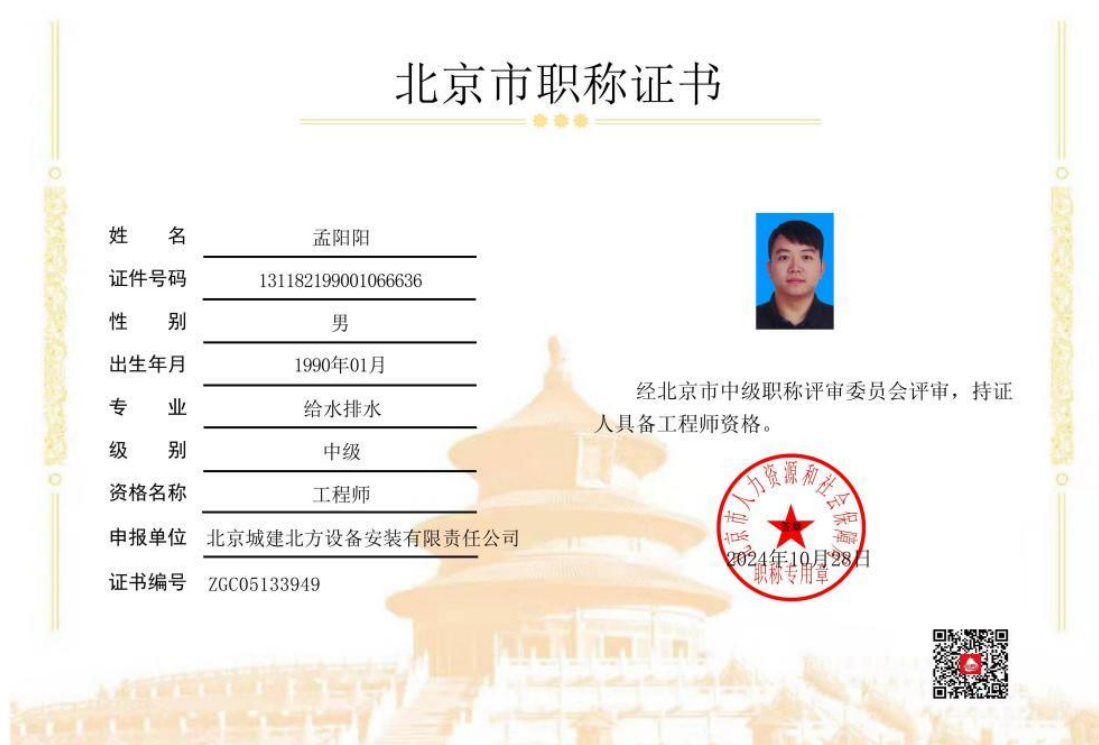 北京市职称证书
姓名 孟阳阳
证件号码 131182199001066636
性别 男
出生年月 1990年01月
专业 给水排水
级别 中级
资格名称 工程师
申报单位 北京城建北方设备安装有限责任公司
证书编号 ZGC05133949
经北京市中级职称评审委员会评审，持证
人具备工程师资格。
北京市人力资源和社会保障局
2024年10月28日
职称专用章